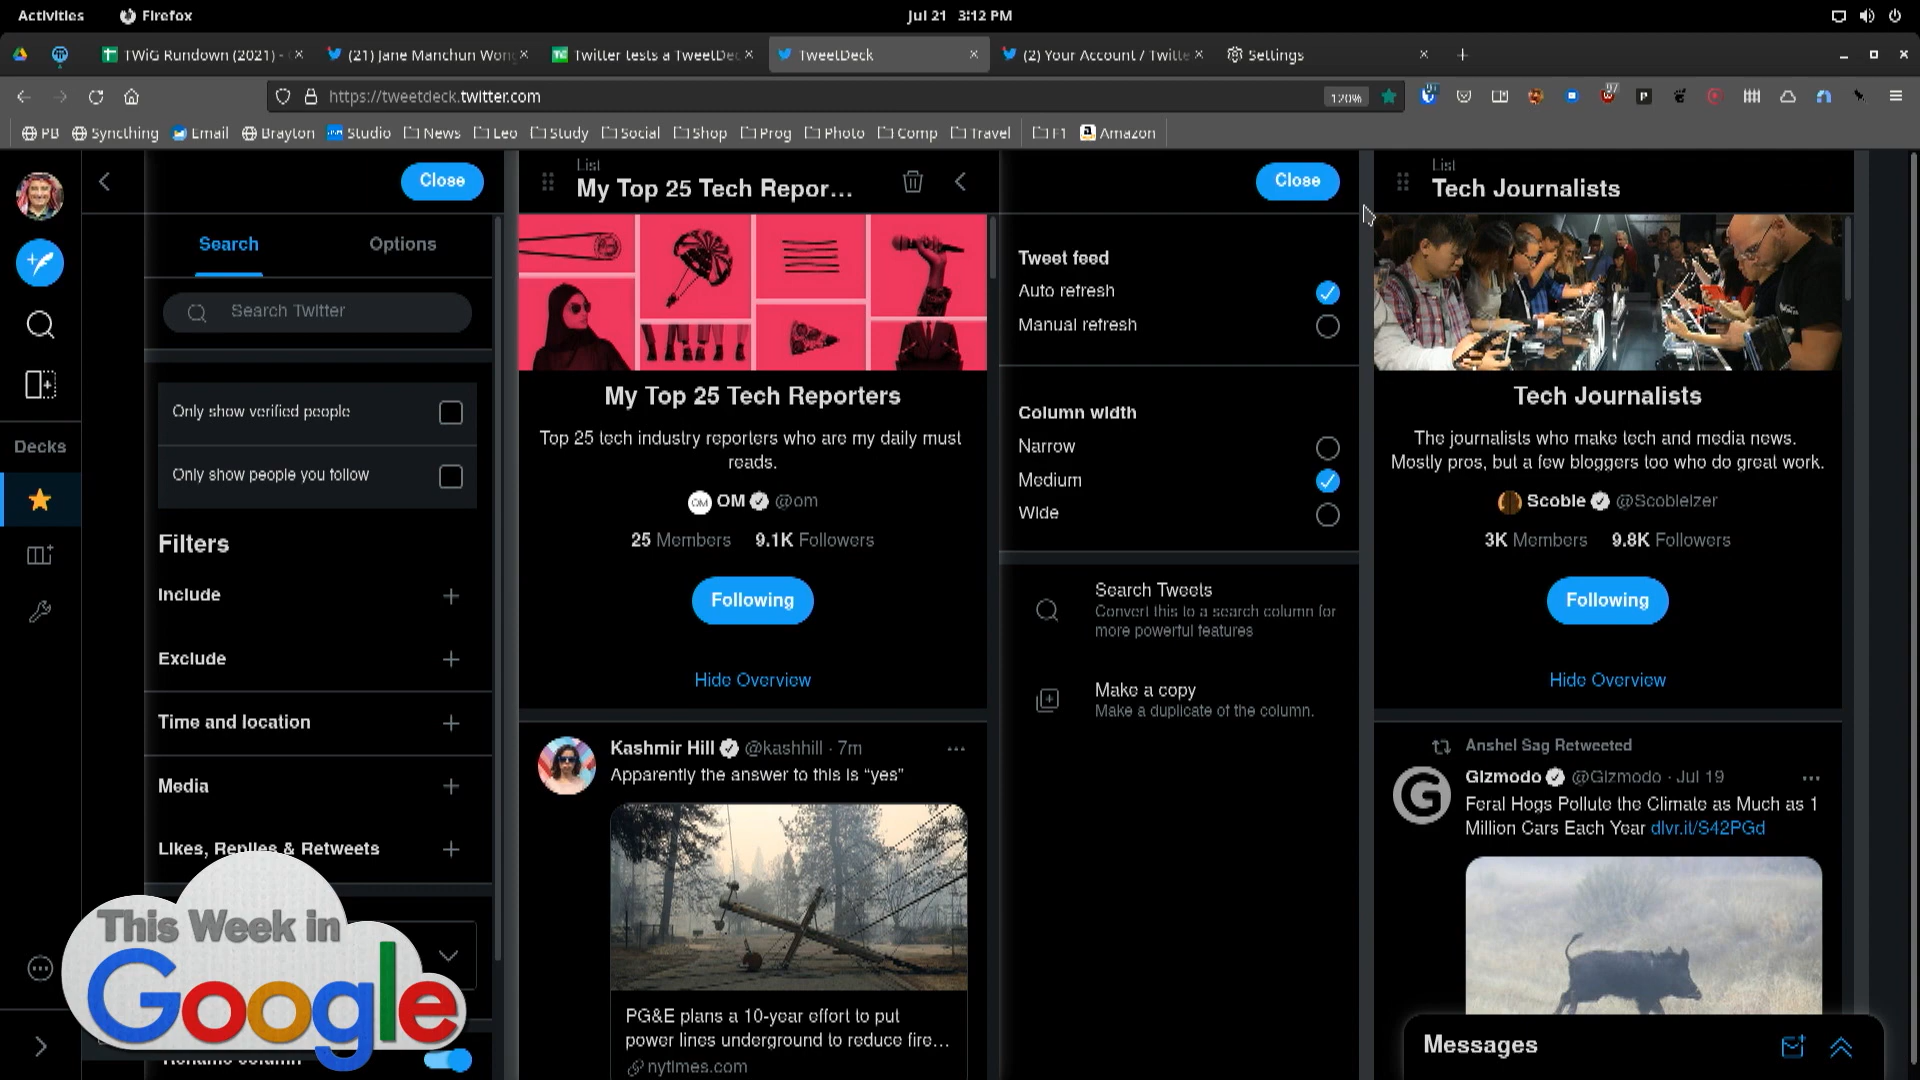 Activities
Firefox
Jul 21 3:12 PM
TWiG Rundown (2021) -
(21) Jane Manchun Wong
Twitter tests a TweetDec
TweetDeck
(2) Your Account / Twitte
Settings
https://tweetdeck.twitter.com
120%
PB
Syncthing
Email
Brayton
Studio
News
Leo
Study
Social
Shop
Prog
Photo
Comp
Travel
F1
Amazon
Close
Search
Options
Search Twitter
Only show verified people
Only show people you follow
Decks
Filters
Include
Exclude
Time and location
Media
Likes, Replies & Retweets
Rename column
This Week in
Google
List
My Top 25 Tech Repor...
My Top 25 Tech Reporters
Top 25 tech industry reporters who are my daily must
reads.
OM @om
25 Members 9.1K Followers
Following
Hide Overview
Kashmir Hill @kashhill · 7m
Apparently the answer to this is “yes”
PG&E plans a 10-year effort to put
power lines underground to reduce fire...
nytimes.com
Close
Tweet feed
Auto refresh
Manual refresh
Column width
Narrow
Medium
Wide
Search Tweets
Convert this to a search column for
more powerful features
Make a copy
Make a duplicate of the column.
List
Tech Journalists
Tech Journalists
The journalists who make tech and media news.
Mostly pros, but a few bloggers too who do great work.
Scoble @Scobleizer
3K Members 9.8K Followers
Following
Hide Overview
Anshel Sag Retweeted
Gizmodo @Gizmodo · Jul 19
Feral Hogs Pollute the Climate as Much as 1
Million Cars Each Year dlvr.it/S42PGd
Messages